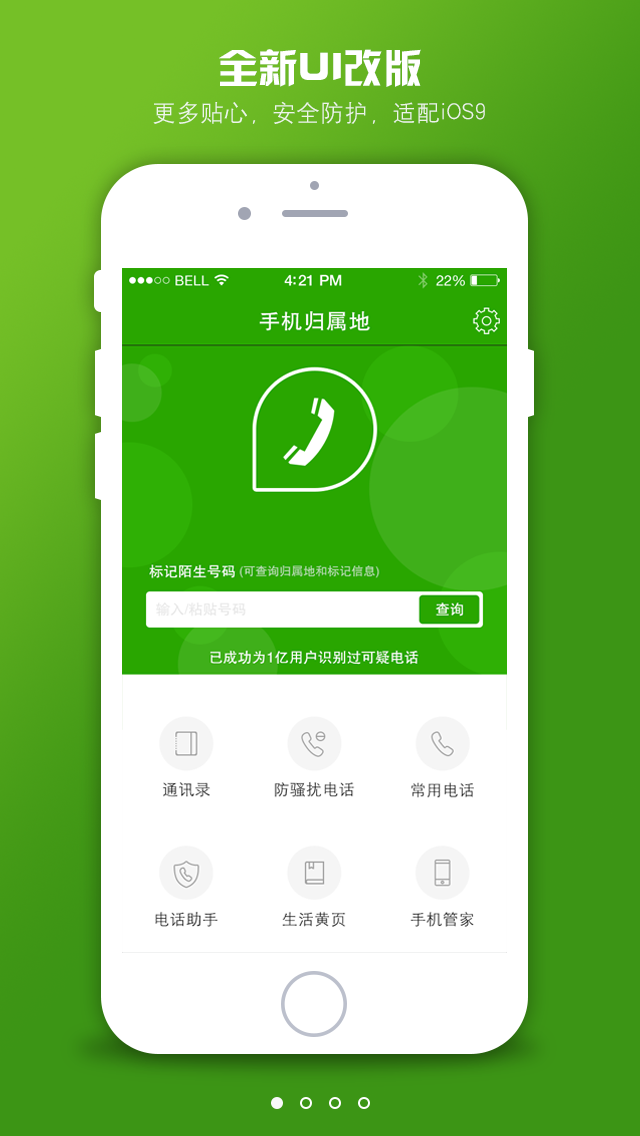 全新UI改版
更多贴心，安全防护，适配iOS9
BELL 4:21 PM 22%
手机归属地
标记陌生号码 (可查询归属地和标记信息)
输入/粘贴号码 查询
已成功为1亿用户识别过可疑电话
通讯录 防骚扰电话 常用电话
电话助手 生活黄页 手机管家